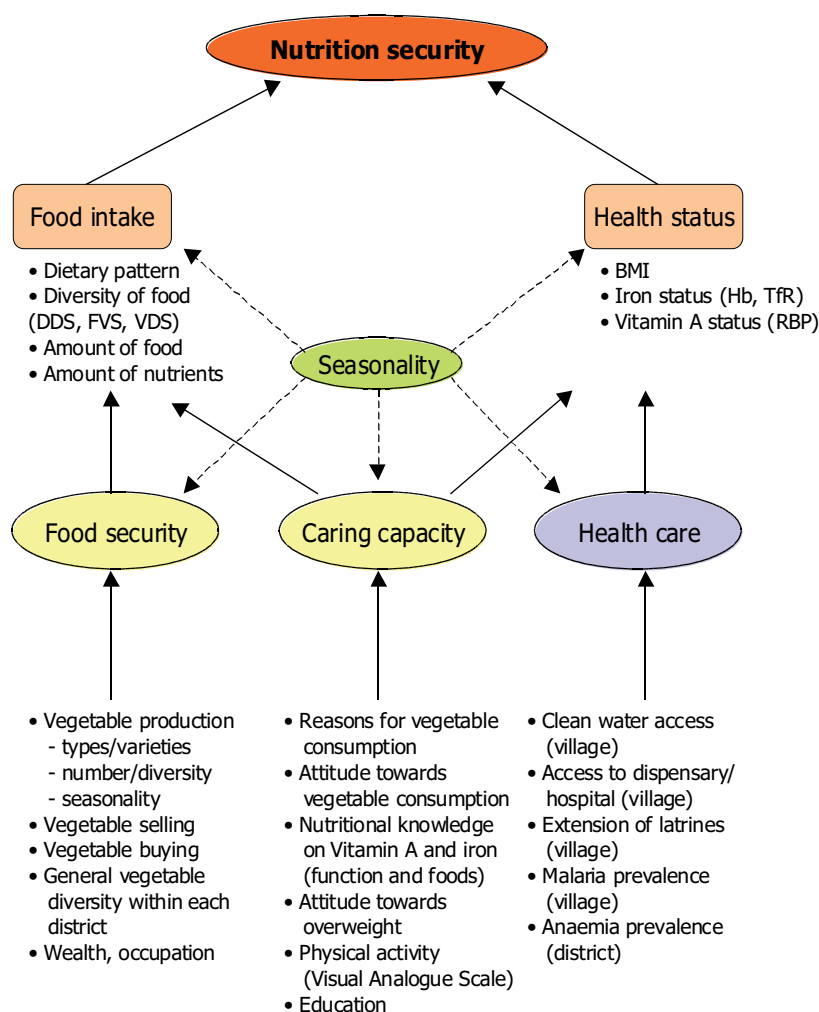 Nutrition security
Food intake
Health status
• Dietary pattern
• Diversity of food
(DDS, FVS, VDS)
• Amount of food
• Amount of nutrients
• BMI
• Iron status (Hb, TfR)
• Vitamin A status (RBP)
Seasonality
Food security
Caring capacity
Health care
• Vegetable production
- types/varieties
- number/diversity
- seasonality
• Vegetable selling
• Vegetable buying
• General vegetable
diversity within each
district
• Wealth, occupation
• Reasons for vegetable
consumption
• Attitude towards
vegetable consumption
• Nutritional knowledge
on Vitamin A and iron
(function and foods)
• Attitude towards
overweight
• Physical activity
(Visual Analogue Scale)
• Education
• Clean water access
(village)
• Access to dispensary/
hospital (village)
• Extension of latrines
(village)
• Malaria prevalence
(village)
• Anaemia prevalence
(district)